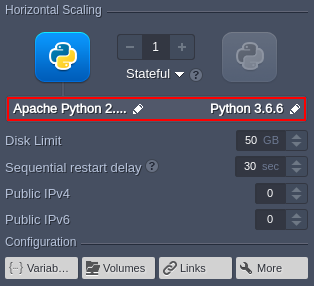 Horizontal Scaling
1
Stateful
Apache Python 2.... Python 3.6.6
Disk Limit 50 GB
Sequential restart delay 30 sec
Public IPv4 0
Public IPv6 0
Configuration
Variab... Volumes Links More